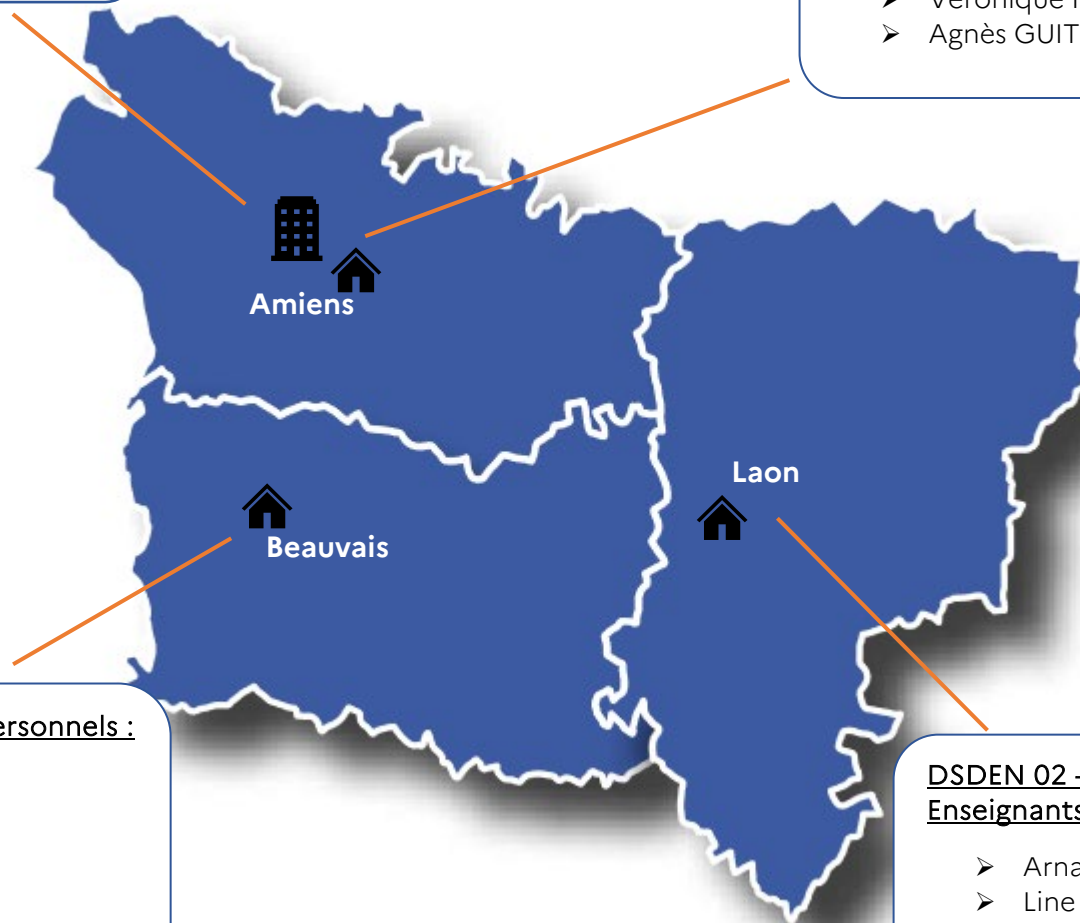 Agnès GUIT
Amiens
Laon
Beauvais
ersonnels :
DSDEN 02 -
Enseignants
➢ Arna
➢ Line